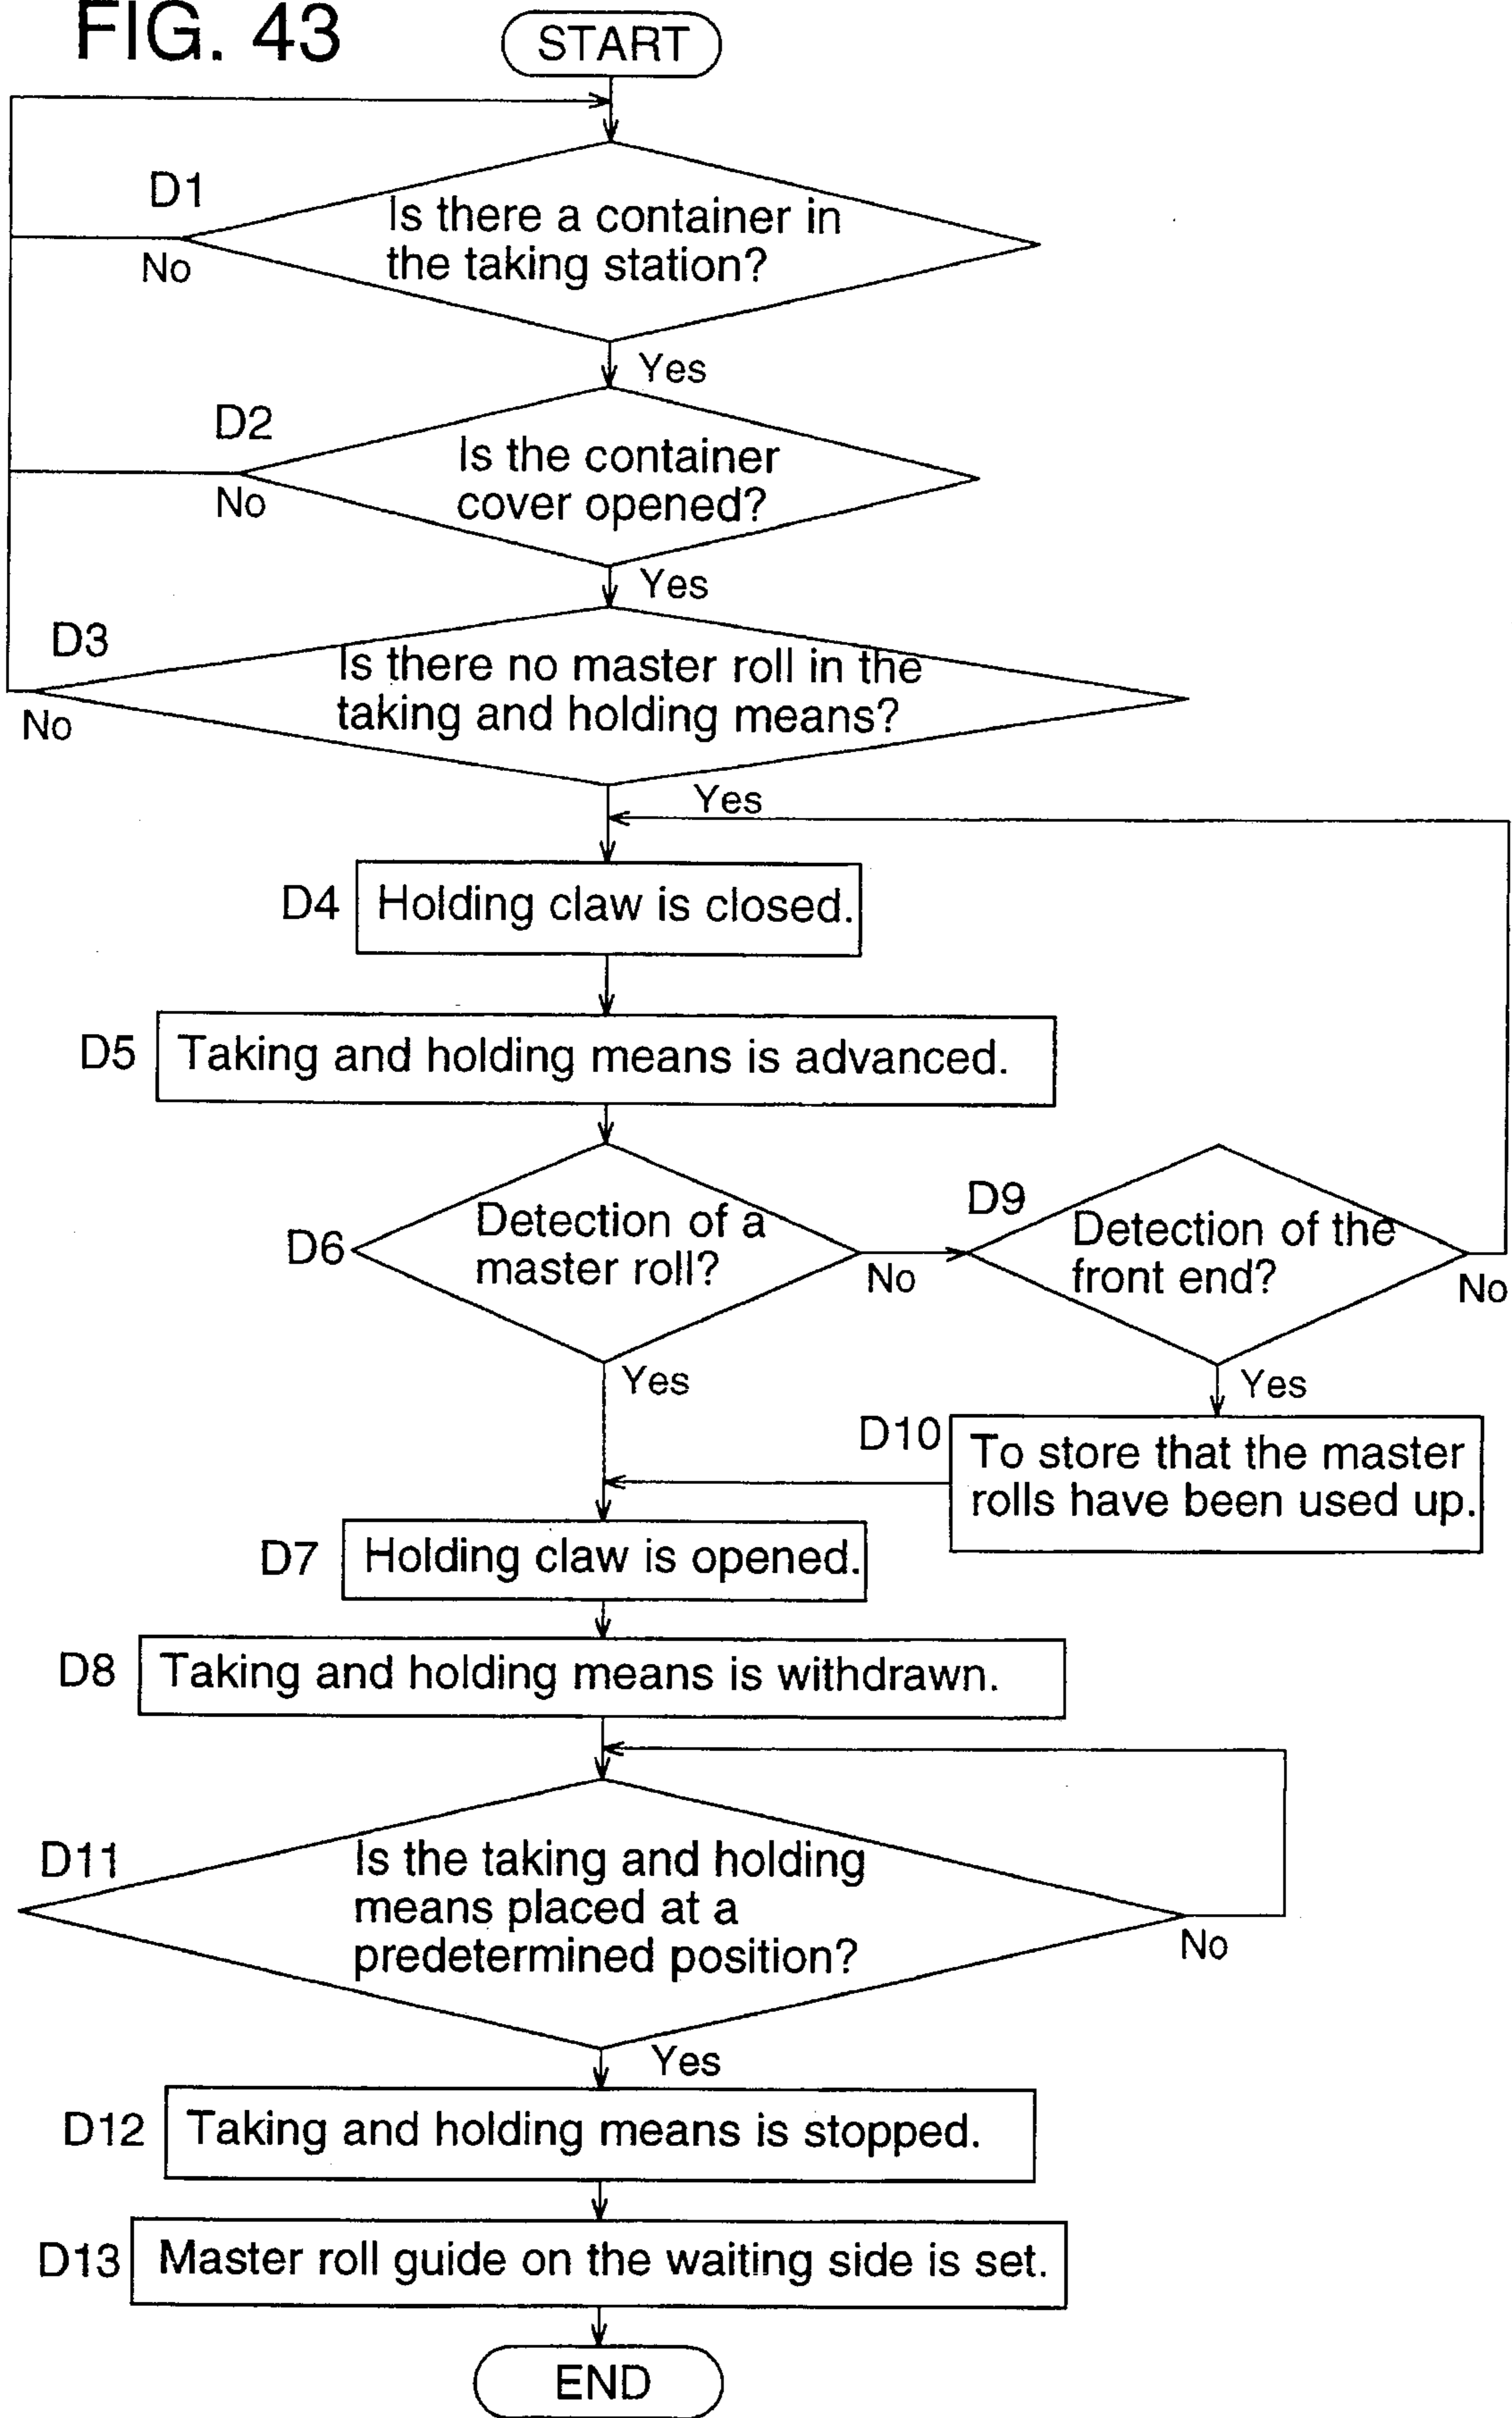 FIG. 43
START
D1
Is there a container in
the taking station?
No
Yes
D2
Is the container
cover opened?
No
Yes
D3
Is there no master roll in the
taking and holding means?
No
Yes
D4
Holding claw is closed.
D5
Taking and holding means is advanced.
D6
Detection of a
master roll?
No
D9
Detection of the
front end?
No
Yes
Yes
D10
To store that the master
rolls have been used up.
D7
Holding claw is opened.
D8
Taking and holding means is withdrawn.
D11
Is the taking and holding
means placed at a
predetermined position?
No
Yes
D12
Taking and holding means is stopped.
D13
Master roll guide on the waiting side is set.
END